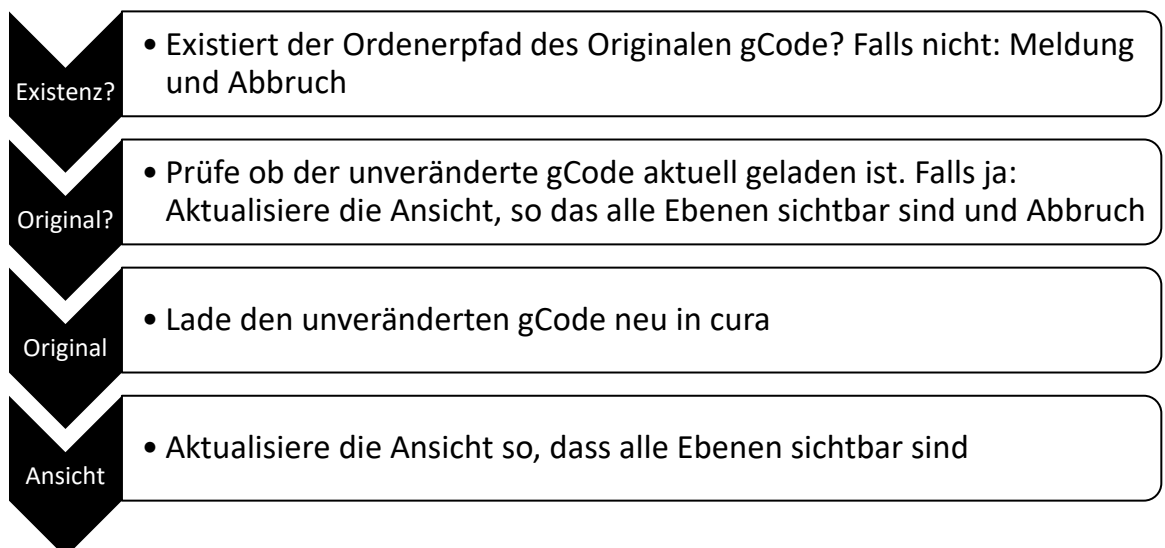 Existenz?
• Existiert der Ordenerpfad des Originalen gCode? Falls nicht: Meldung
und Abbruch
Original?
• Prüfe ob der unveränderte gCode aktuell geladen ist. Falls ja:
Aktualisiere die Ansicht, so das alle Ebenen sichtbar sind und Abbruch
Original
• Lade den unveränderten gCode neu in cura
Ansicht
• Aktualisiere die Ansicht so, dass alle Ebenen sichtbar sind